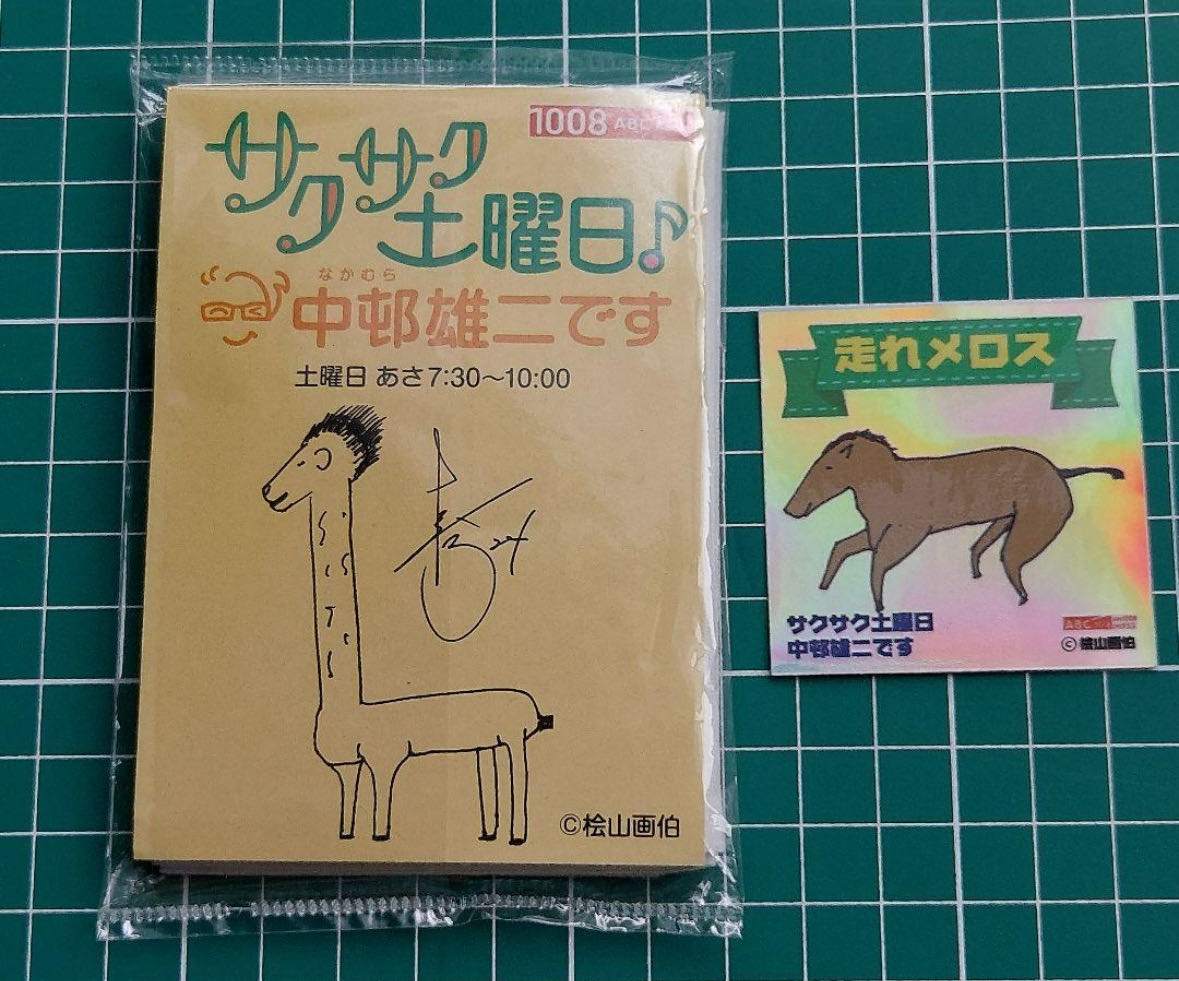 1008 ABC
サクサク
土曜日♪
なかむら
中邨雄二です
土曜日 あさ7:30〜10:00
©桧山画伯
走れメロス
サクサク土曜日
中邨雄二です
ABC
©桧山画伯